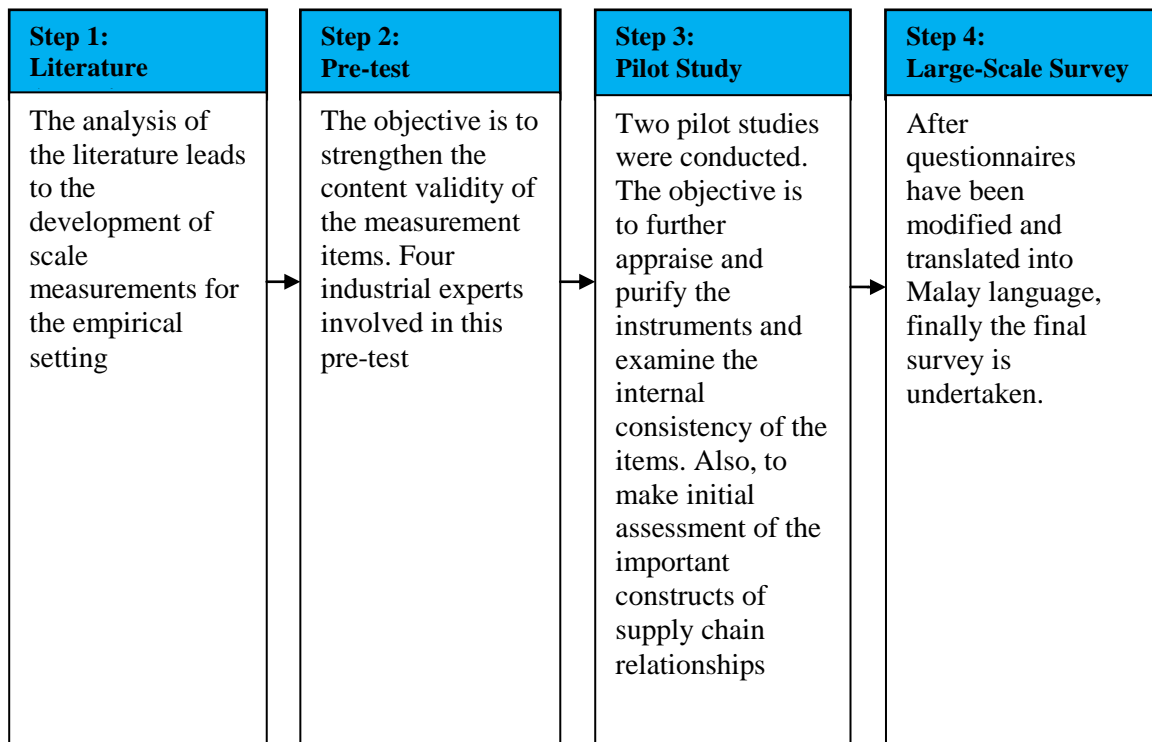 Step 1:
Literature
The analysis of
the literature leads
to the
development of
scale
measurements for
the empirical
setting
Step 2:
Pre-test
The objective is to
strengthen the
content validity of
the measurement
items. Four
industrial experts
involved in this
pre-test
Step 3:
Pilot Study
Two pilot studies
were conducted.
The objective is
to further
appraise and
purify the
instruments and
examine the
internal
consistency of the
items. Also, to
make initial
assessment of the
important
constructs of
supply chain
relationships
Step 4:
Large-Scale Survey
After
questionnaires
have been
modified and
translated into
Malay language,
finally the final
survey is
undertaken.